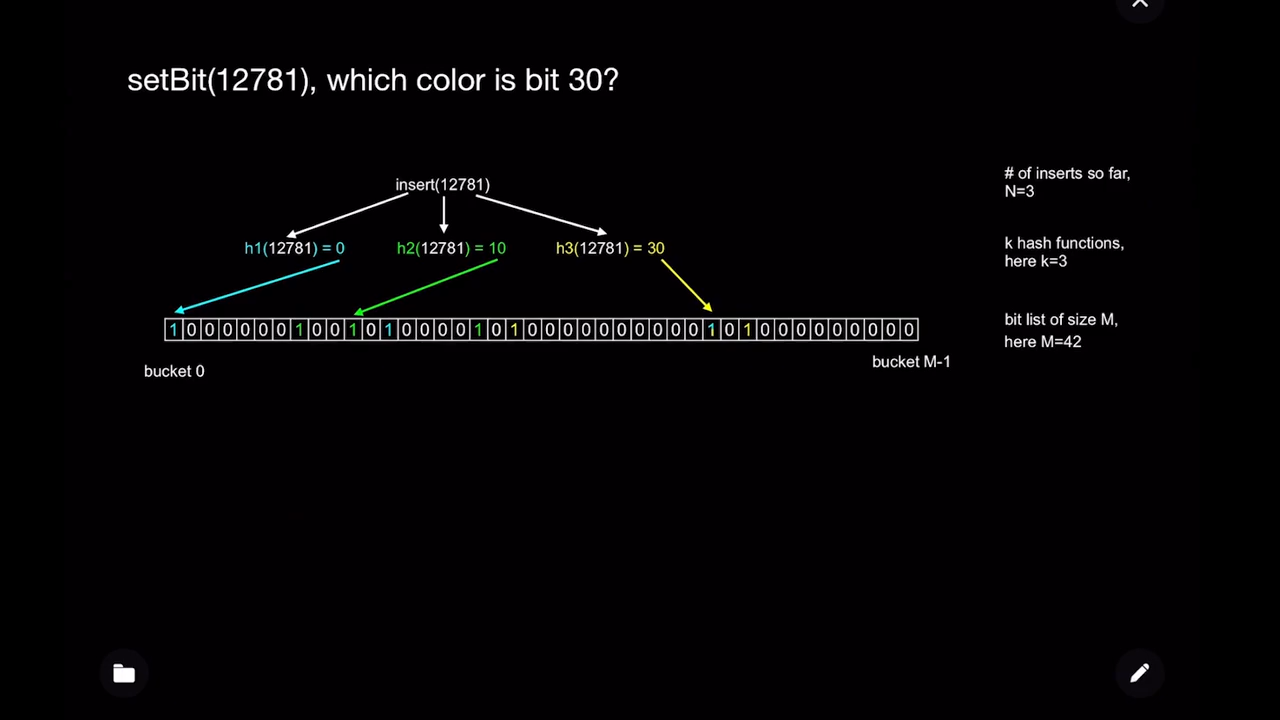 setBit(12781), which color is bit 30?
insert(12781)
# of inserts so far,
N=3
h1(12781) = 0 h2(12781) = 10 h3(12781) = 30
k hash functions,
here k=3
1 0 0 0 0 0 0 1 0 0 1 0 1 0 0 0 0 1 0 1 0 0 0 0 0 0 0 0 0 0 1 0 1 0 0 0 0 0 0 0 0 0
bit list of size M,
here M=42
bucket 0
bucket M-1